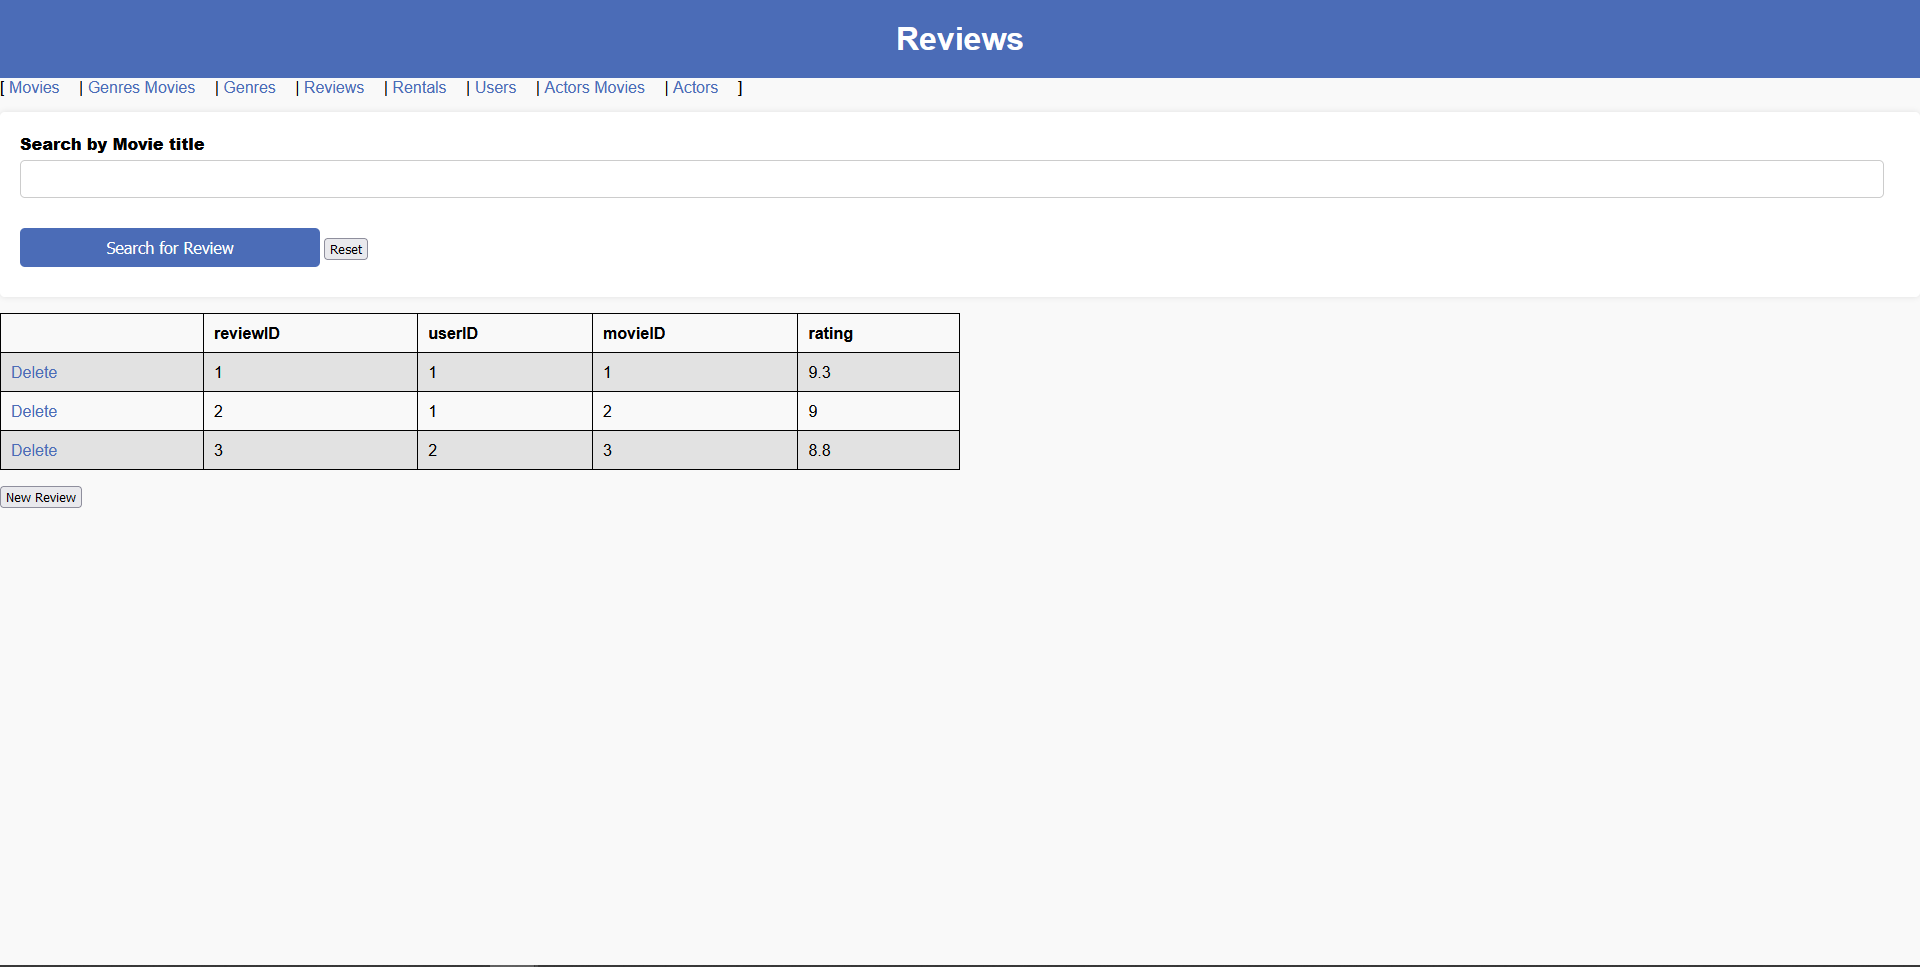 Reviews
[ Movies | Genres Movies | Genres | Reviews | Rentals | Users | Actors Movies | Actors ]
Search by Movie title
Search for Review Reset
reviewID userID movieID rating
Delete 1 1 1 9.3
Delete 2 1 2 9
Delete 3 2 3 8.8
New Review